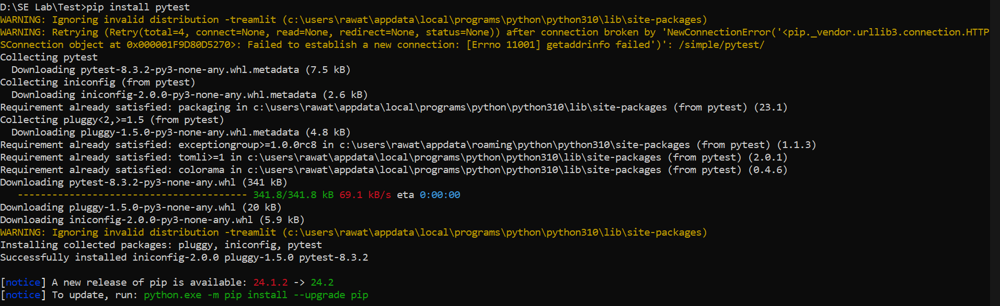 D:\SE Lab\Test>pip install pytest
WARNING: Ignoring invalid distribution -treamlit (c:\users\rawat\appdata\local\programs\python\python310\lib\site-packages)
WARNING: Retrying (Retry(total=4, connect=None, read=None, redirect=None, status=None)) after connection broken by 'NewConnectionError('<pip._vendor.urllib3.connection.HTTP
SConnection object at 0x000001F9D80D5270>: Failed to establish a new connection: [Errno 11001] getaddrinfo failed')': /simple/pytest/
Collecting pytest
  Downloading pytest-8.3.2-py3-none-any.whl.metadata (7.5 kB)
Collecting iniconfig (from pytest)
  Downloading iniconfig-2.0.0-py3-none-any.whl.metadata (2.6 kB)
Requirement already satisfied: packaging in c:\users\rawat\appdata\local\programs\python\python310\lib\site-packages (from pytest) (23.1)
Collecting pluggy<2,>=1.5 (from pytest)
  Downloading pluggy-1.5.0-py3-none-any.whl.metadata (4.8 kB)
Requirement already satisfied: exceptiongroup>=1.0.0rc8 in c:\users\rawat\appdata\roaming\python\python310\site-packages (from pytest) (1.1.3)
Requirement already satisfied: tomli>=1 in c:\users\rawat\appdata\local\programs\python\python310\lib\site-packages (from pytest) (2.0.1)
Requirement already satisfied: colorama in c:\users\rawat\appdata\local\programs\python\python310\lib\site-packages (from pytest) (0.4.6)
Downloading pytest-8.3.2-py3-none-any.whl (341 kB)
   ---------------------------------------- 341.8/341.8 kB 69.1 kB/s eta 0:00:00
Downloading pluggy-1.5.0-py3-none-any.whl (20 kB)
Downloading iniconfig-2.0.0-py3-none-any.whl (5.9 kB)
WARNING: Ignoring invalid distribution -treamlit (c:\users\rawat\appdata\local\programs\python\python310\lib\site-packages)
Installing collected packages: pluggy, iniconfig, pytest
Successfully installed iniconfig-2.0.0 pluggy-1.5.0 pytest-8.3.2
[notice] A new release of pip is available: 24.1.2 -> 24.2
[notice] To update, run: python.exe -m pip install --upgrade pip